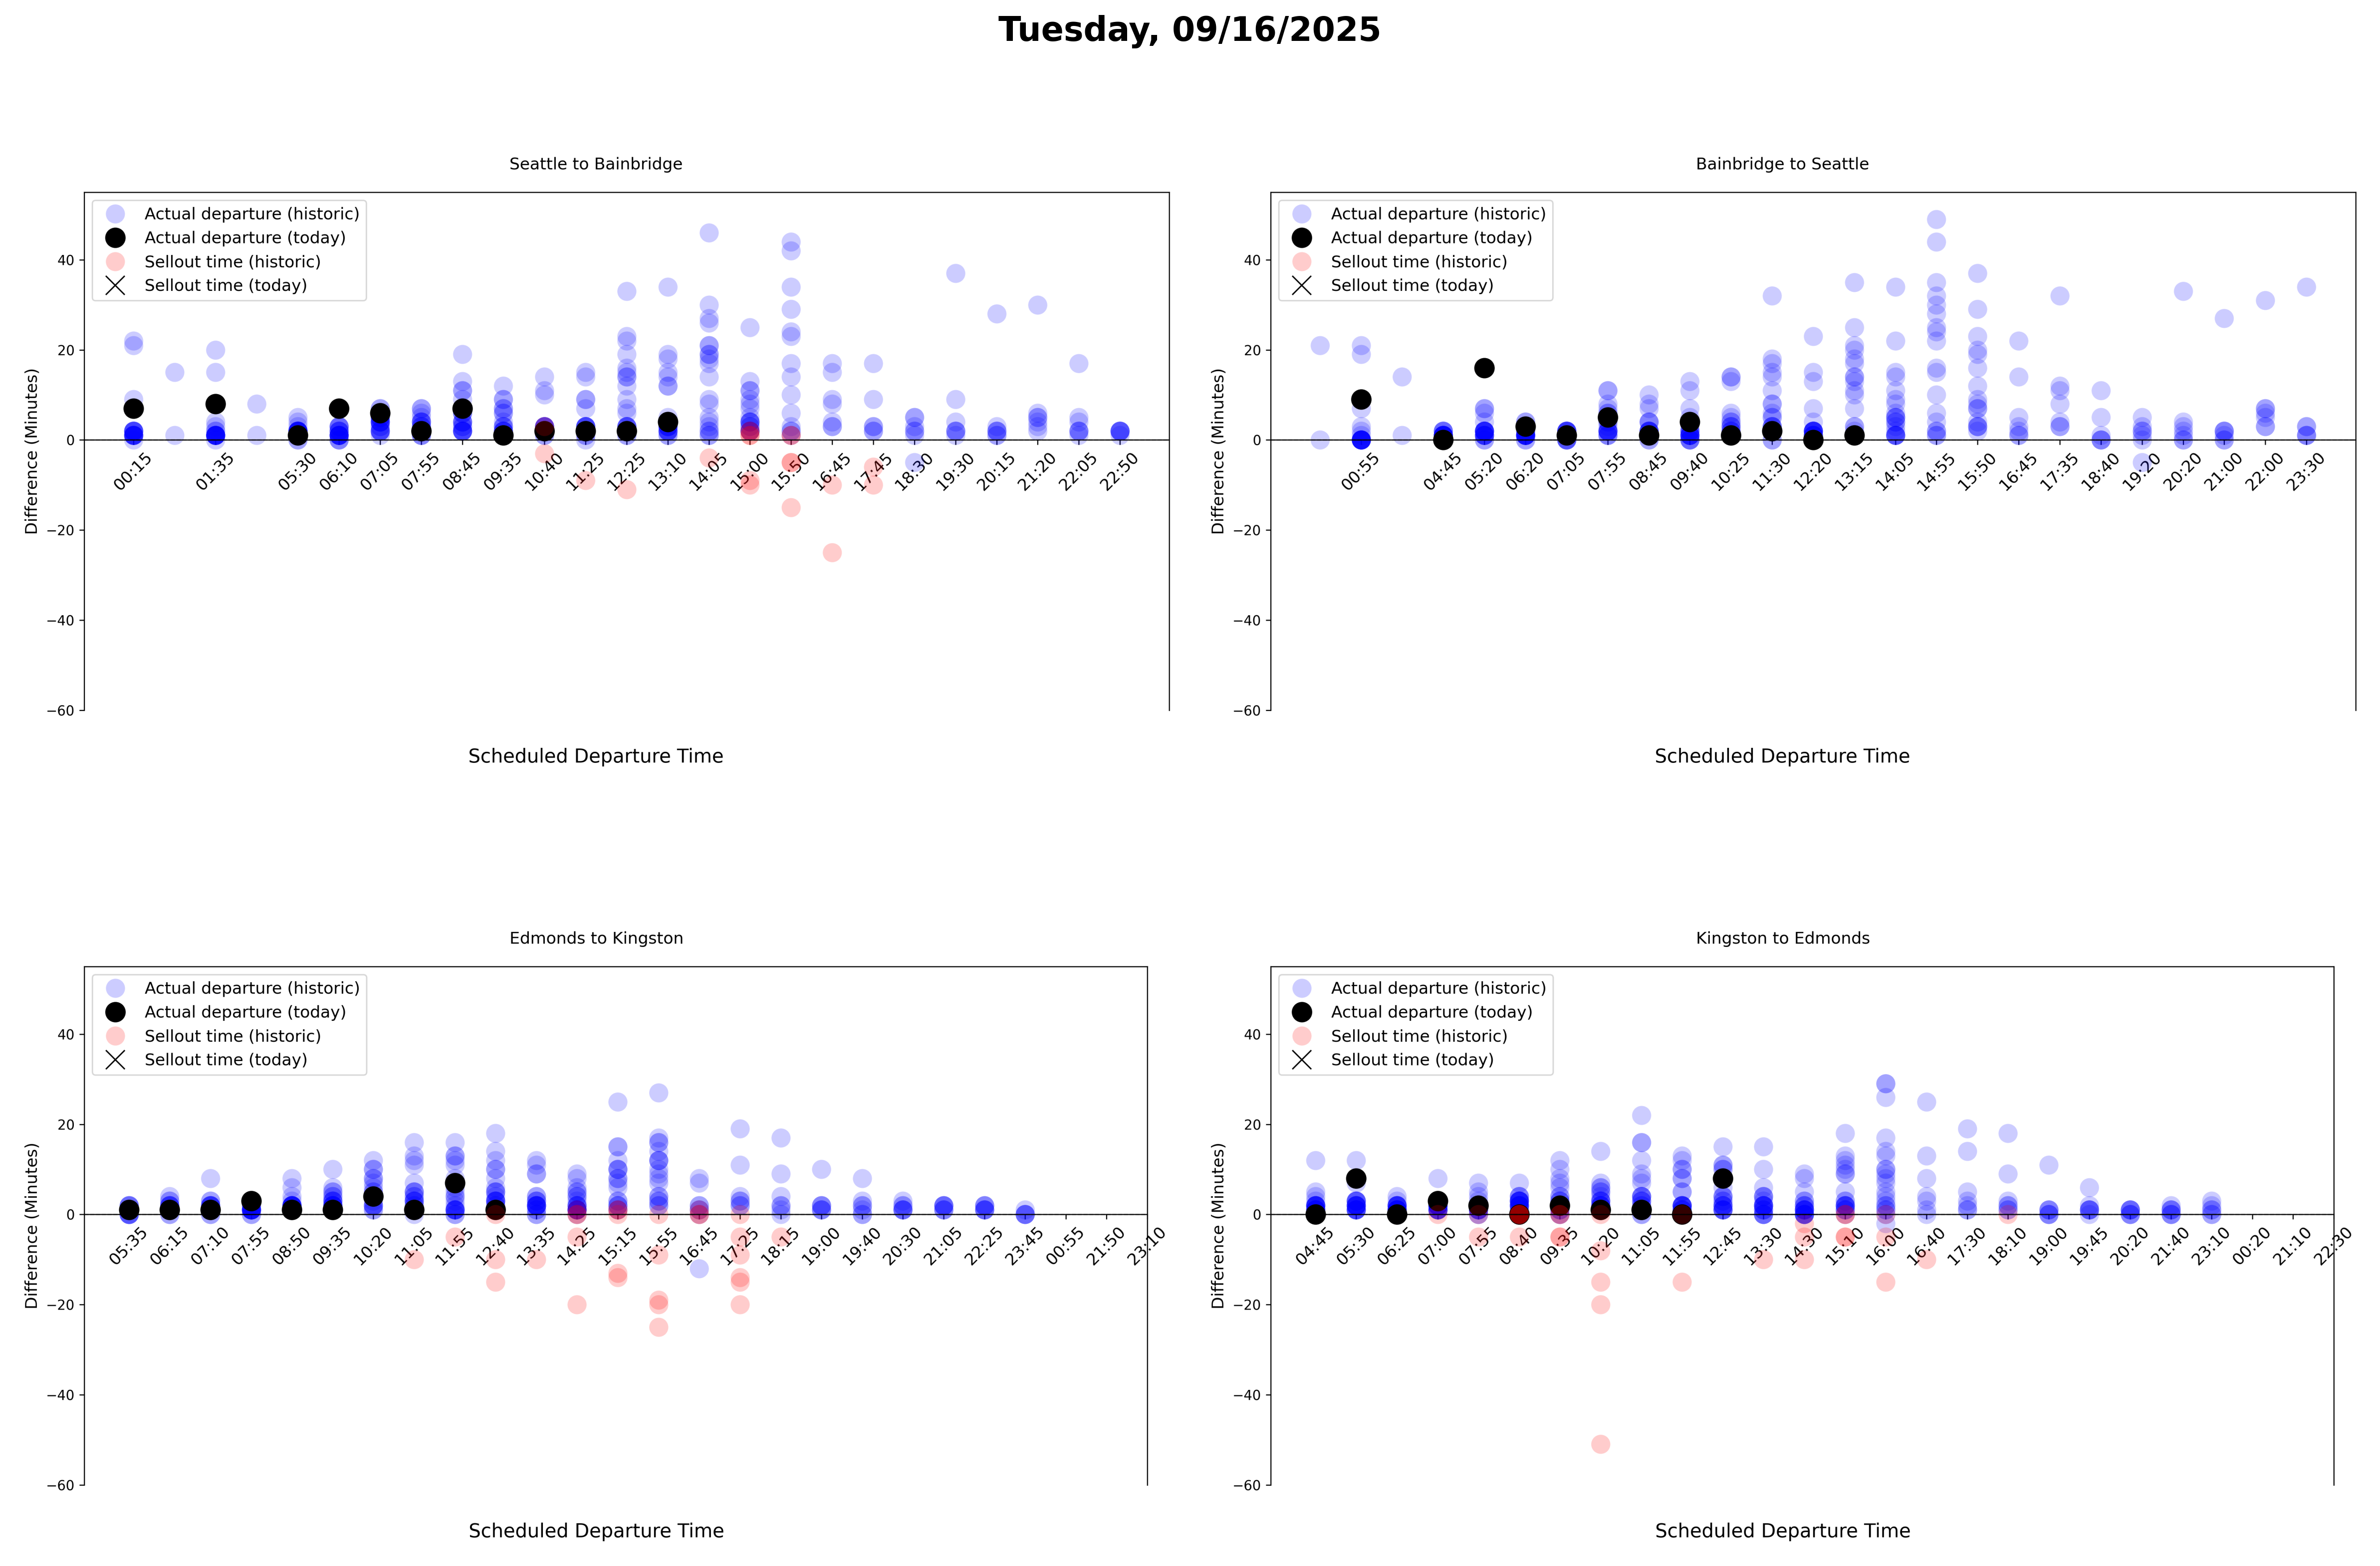 Tuesday, 09/16/2025
Seattle to Bainbridge
Actual departure (historic)
Actual departure (today)
Sellout time (historic)
Sellout time (today)
Difference (Minutes)
40
20
0
−20
−40
−60
00:15 01:35 05:30 06:10 07:05 07:55 08:45 09:35 10:40 11:25 12:25 13:10 14:05 15:00 15:50 16:45 17:45 18:30 19:30 20:15 21:20 22:05 22:50
Scheduled Departure Time
Bainbridge to Seattle
Actual departure (historic)
Actual departure (today)
Sellout time (historic)
Sellout time (today)
Difference (Minutes)
40
20
0
−20
−40
−60
00:55 04:45 05:20 06:20 07:05 07:55 08:45 09:40 10:25 11:30 12:20 13:15 14:05 14:55 15:50 16:45 17:35 18:40 19:20 20:20 21:00 22:00 23:30
Scheduled Departure Time
Edmonds to Kingston
Actual departure (historic)
Actual departure (today)
Sellout time (historic)
Sellout time (today)
Difference (Minutes)
40
20
0
−20
−40
−60
05:35 06:15 07:10 07:55 08:50 09:35 10:20 11:05 11:55 12:40 13:35 14:25 15:15 15:55 16:45 17:25 18:15 19:00 19:40 20:30 21:05 22:25 23:45 00:55 21:50 23:10
Scheduled Departure Time
Kingston to Edmonds
Actual departure (historic)
Actual departure (today)
Sellout time (historic)
Sellout time (today)
Difference (Minutes)
40
20
0
−20
−40
−60
04:45 05:30 06:25 07:00 07:55 08:40 09:35 10:20 11:05 11:55 12:45 13:30 14:30 15:10 16:00 16:40 17:30 18:10 19:00 19:45 20:20 21:40 23:10 00:20 21:10 22:30
Scheduled Departure Time